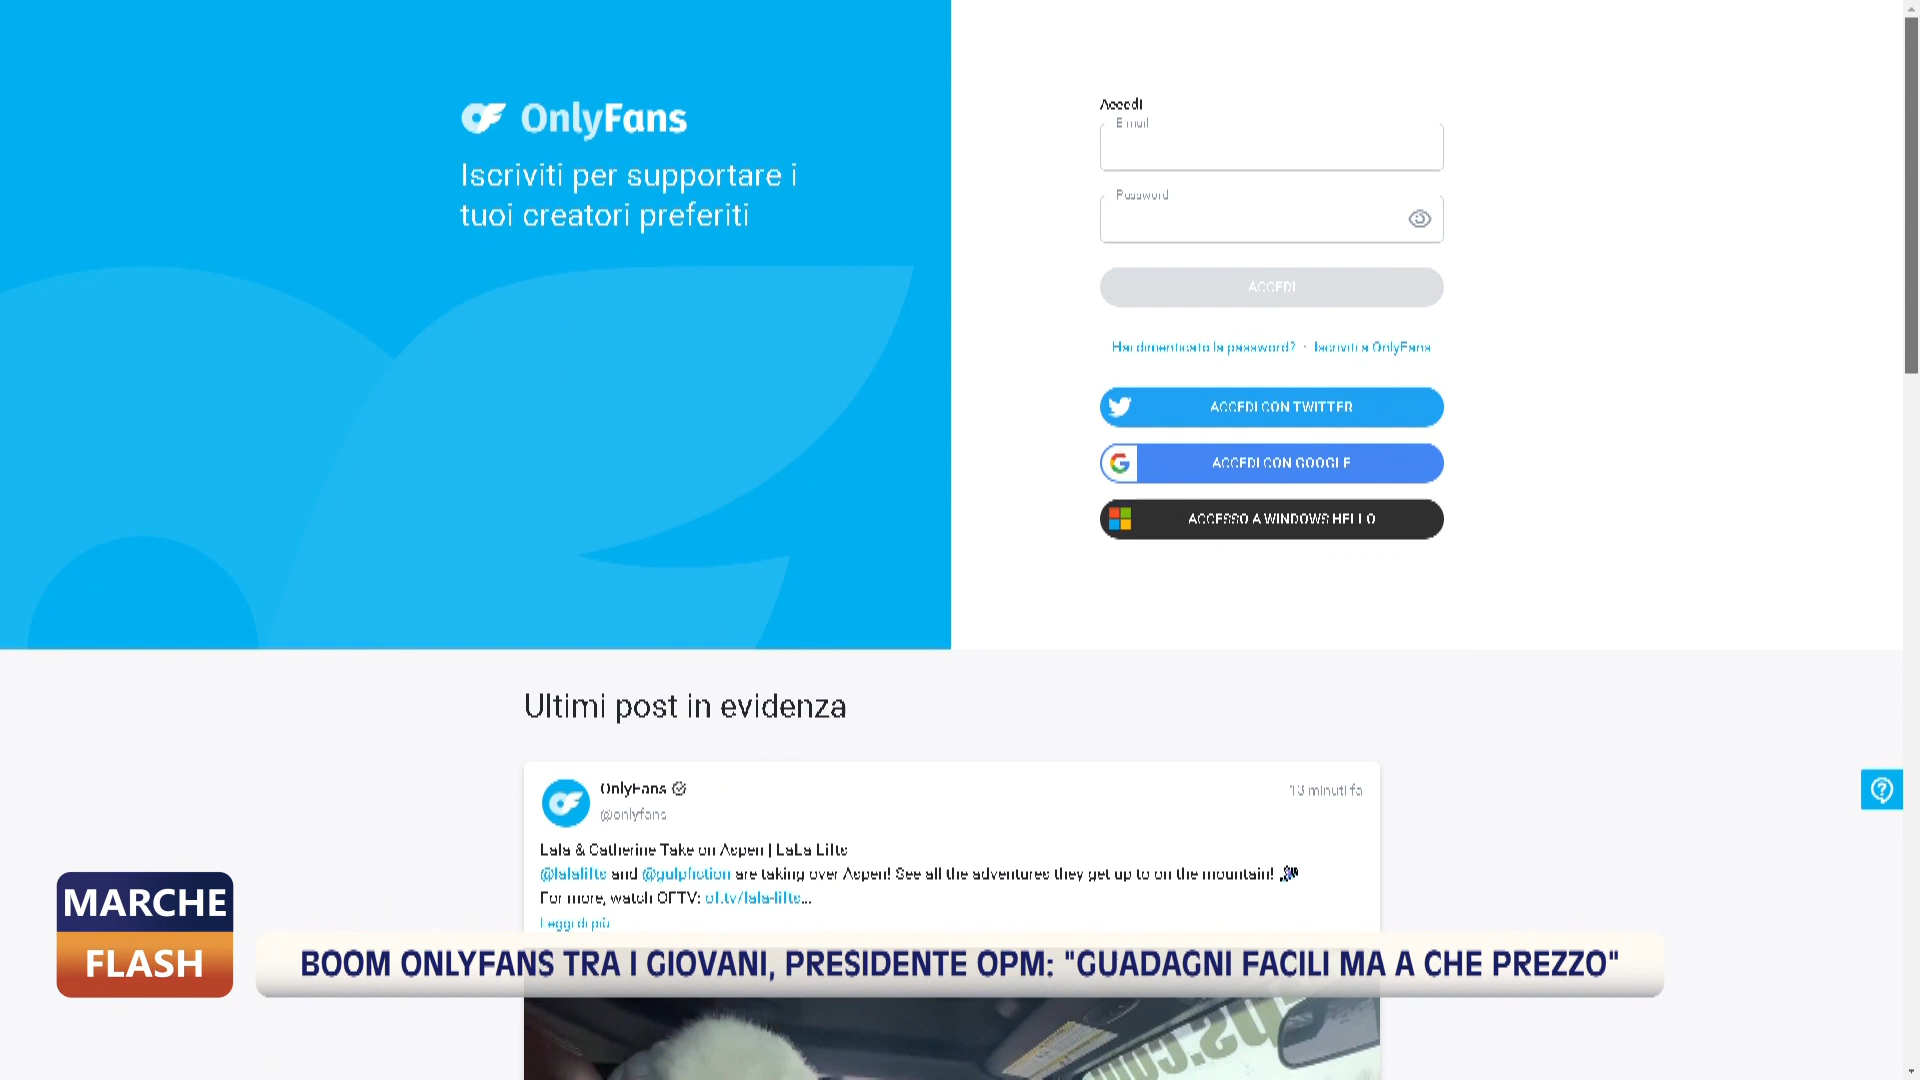 OnlyFans
Iscriviti per supportare i
tuoi creatori preferiti
Accedi
E-mail
Password
ACCEDI
Hai dimenticato la password? · Iscriviti a OnlyFans
ACCEDI CON TWITTER
G ACCEDI CON GOOGLE
ACCESSO A WINDOWS HELLO
Ultimi post in evidenza
OnlyFans
13 minuti fa
@onlyfans
Lala & Catherine Take on Aspen | LaLa Lifts
@lalalifts and @gulpfiction are taking over Aspen! See all the adventures they get up to on the mountain!
For more, watch OFTV: of.tv/lala-lifts...
Leggi di più
MARCHE
FLASH
BOOM ONLYFANS TRA I GIOVANI, PRESIDENTE OPM: "GUADAGNI FACILI MA A CHE PREZZO"